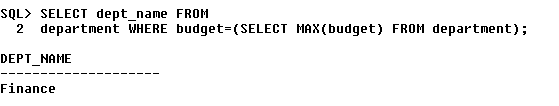 SQL> SELECT dept_name FROM
  2  department WHERE budget=(SELECT MAX(budget) FROM department);
DEPT_NAME
--------------------
Finance